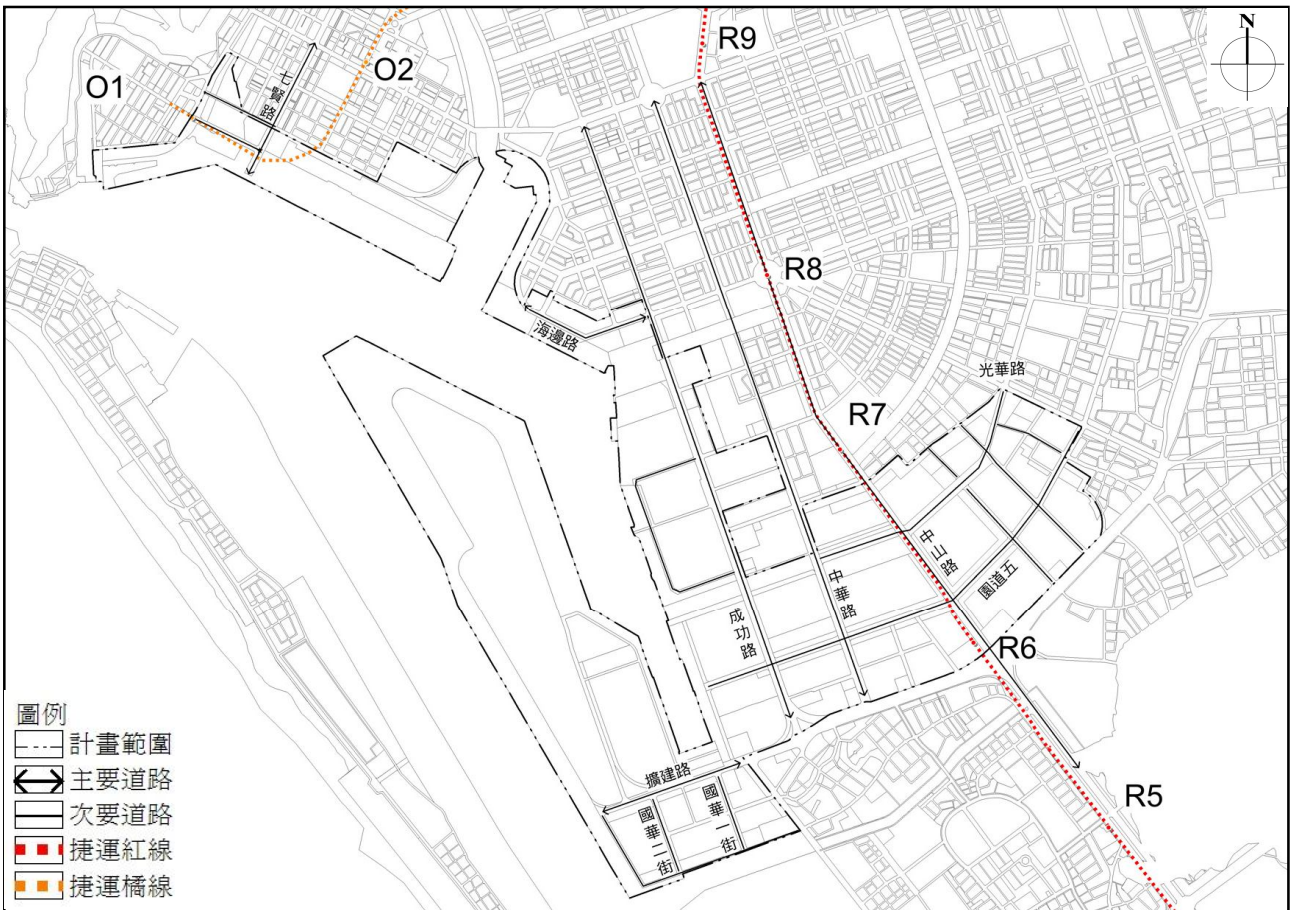 N
R9
O2
O1
七賢路
R8
海邊路
光華路
R7
中山路
園道五
中華路
成功路
R6
擴建路
國華一街
國華二街
R5
圖例
計畫範圍
主要道路
次要道路
捷運紅線
捷運橘線